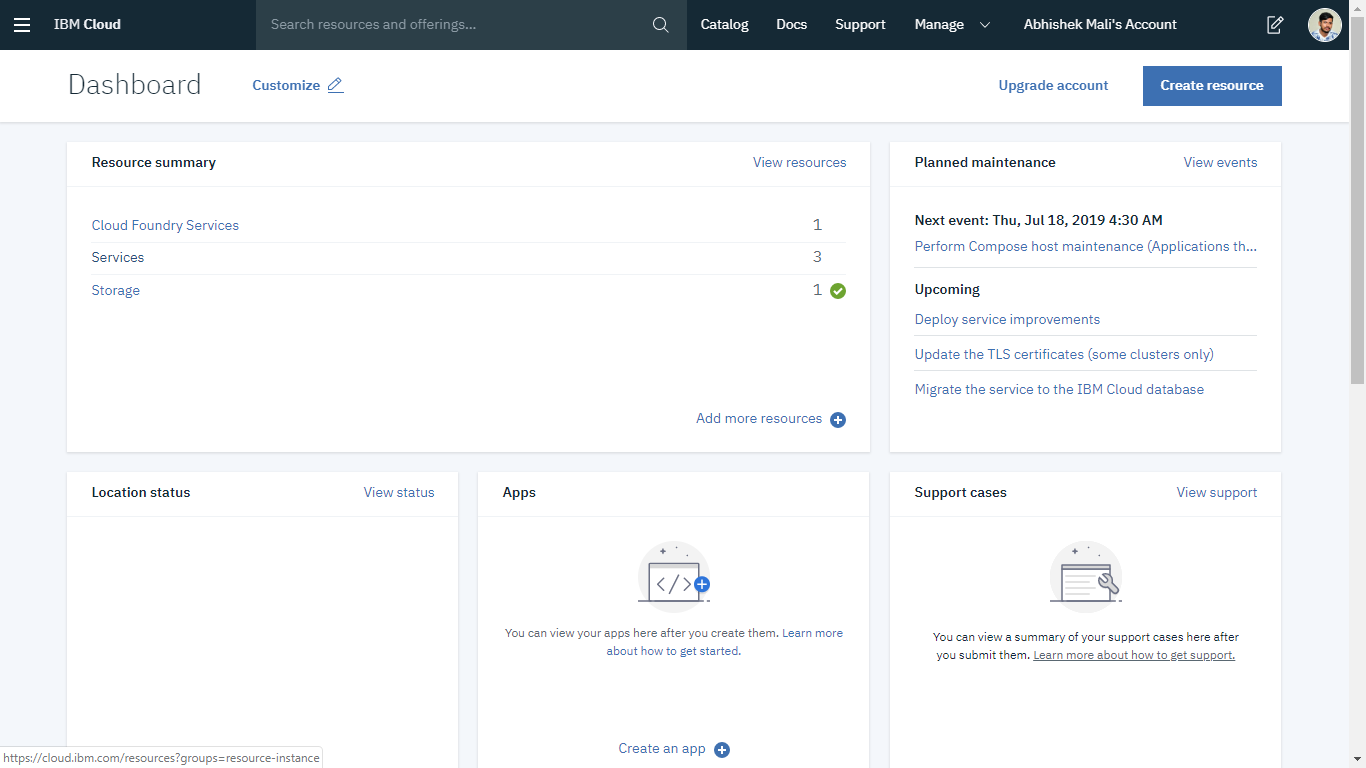 IBM Cloud
Search resources and offerings...
Catalog
Docs
Support
Manage
Abhishek Mali's Account
Dashboard
Customize
Upgrade account
Create resource
Resource summary
View resources
Cloud Foundry Services 1
Services 3
Storage 1
Add more resources
Planned maintenance
View events
Next event: Thu, Jul 18, 2019 4:30 AM
Perform Compose host maintenance (Applications th...
Upcoming
Deploy service improvements
Update the TLS certificates (some clusters only)
Migrate the service to the IBM Cloud database
Location status
View status
Apps
</>
You can view your apps here after you create them. Learn more
about how to get started.
Create an app
Support cases
View support
You can view a summary of your support cases here after
you submit them. Learn more about how to get support.
https://cloud.ibm.com/resources?groups=resource-instance